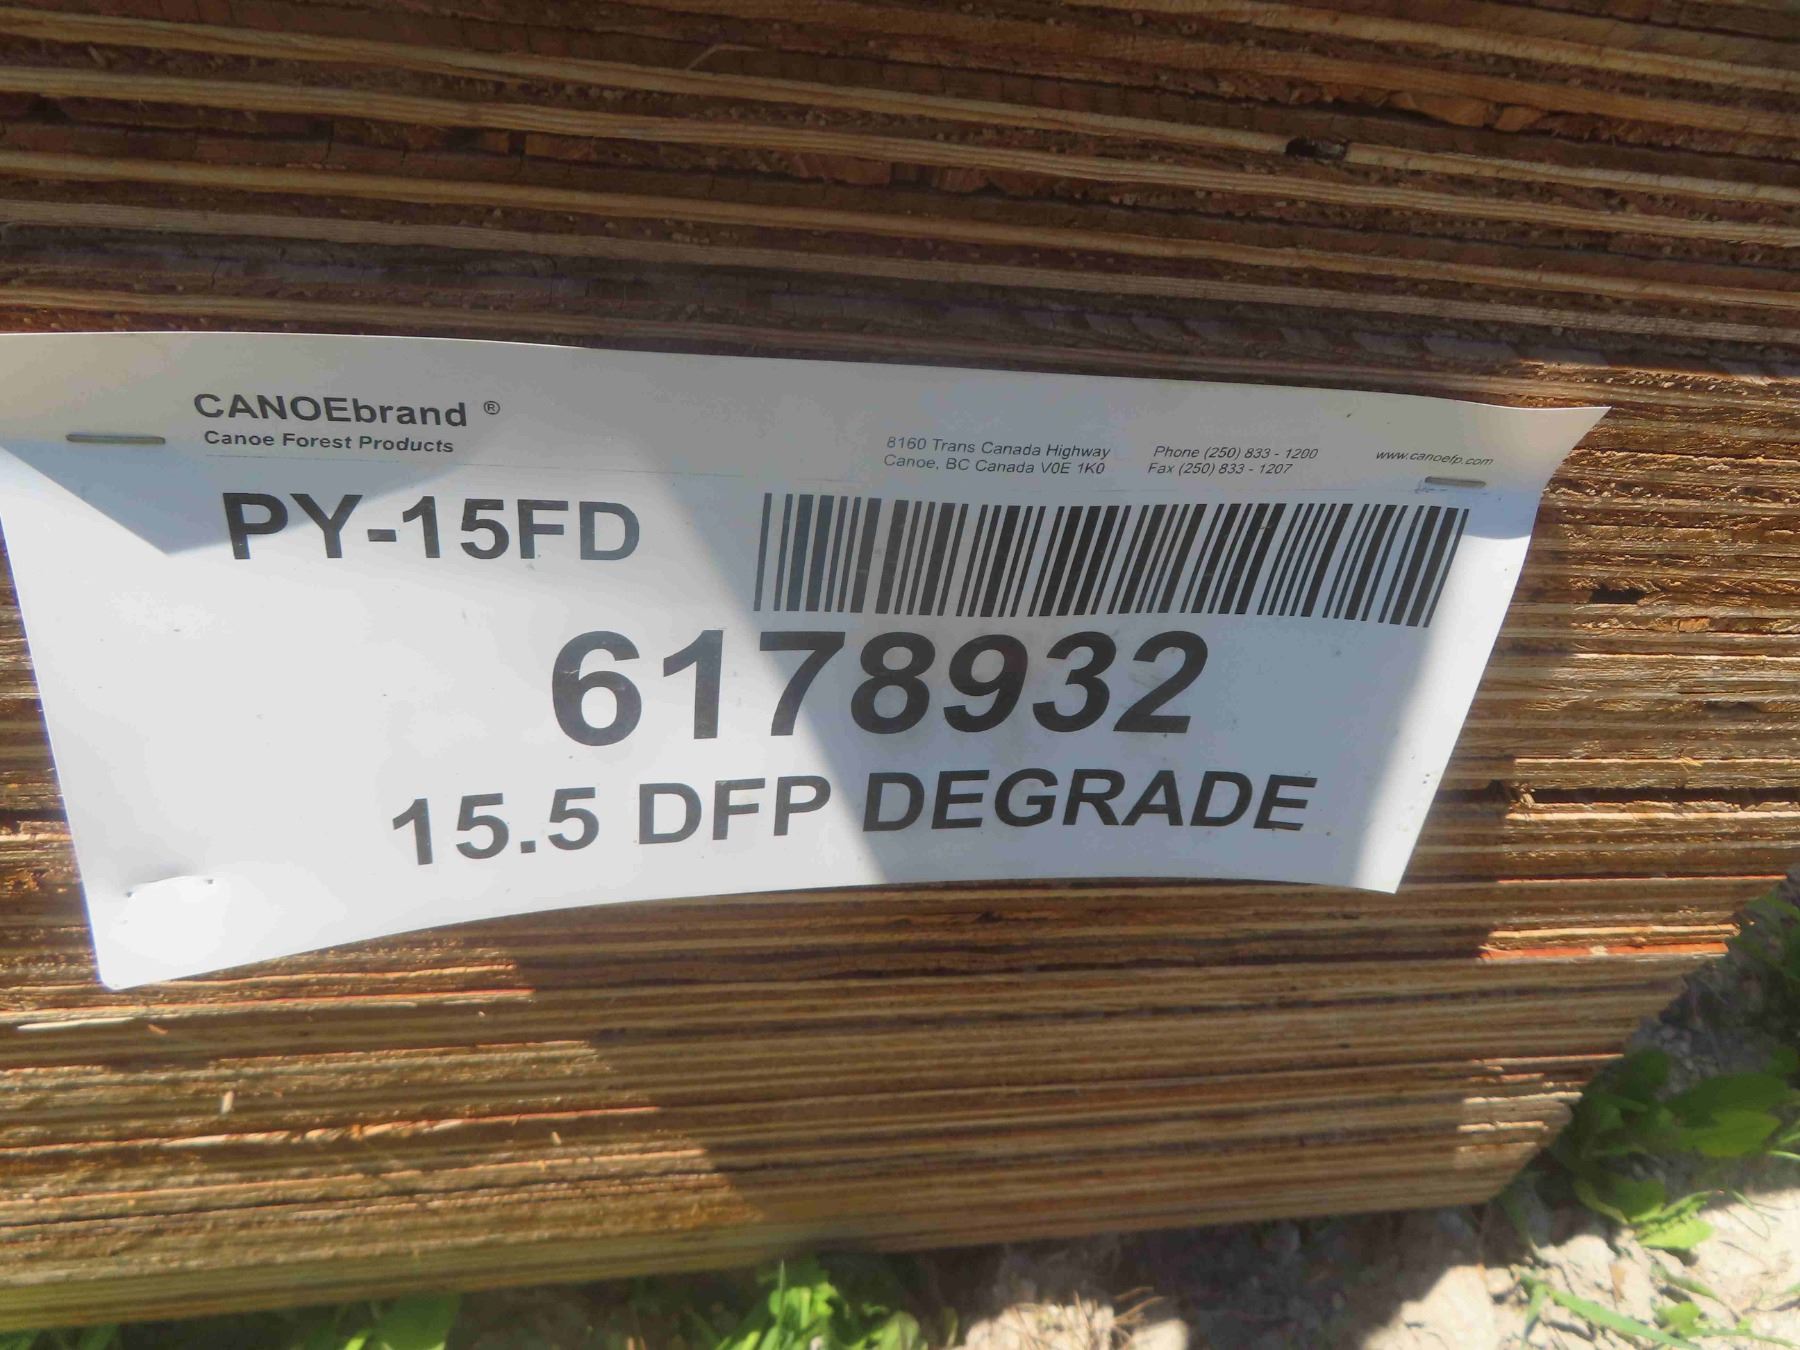 CANOEbrand ®
Canoe Forest Products
8160 Trans Canada Highway
Canoe, BC Canada V0E 1K0
Phone (250) 833 - 1200
Fax (250) 833 - 1207
www.canoefp.com
PY-15FD
6178932
15.5 DFP DEGRADE